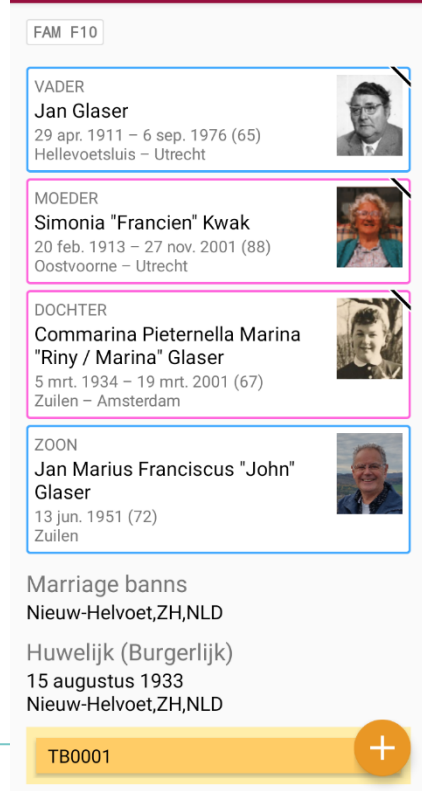 FAM F10
VADER
Jan Glaser
29 apr. 1911 – 6 sep. 1976 (65)
Hellevoetsluis – Utrecht
MOEDER
Simonia "Francien" Kwak
20 feb. 1913 – 27 nov. 2001 (88)
Oostvoorne – Utrecht
DOCHTER
Commarina Pieternella Marina
"Riny / Marina" Glaser
5 mrt. 1934 – 19 mrt. 2001 (67)
Zuilen – Amsterdam
ZOON
Jan Marius Franciscus "John"
Glaser
13 jun. 1951 (72)
Zuilen
Marriage banns
Nieuw-Helvoet,ZH,NLD
Huwelijk (Burgerlijk)
15 augustus 1933
Nieuw-Helvoet,ZH,NLD
TB0001
+